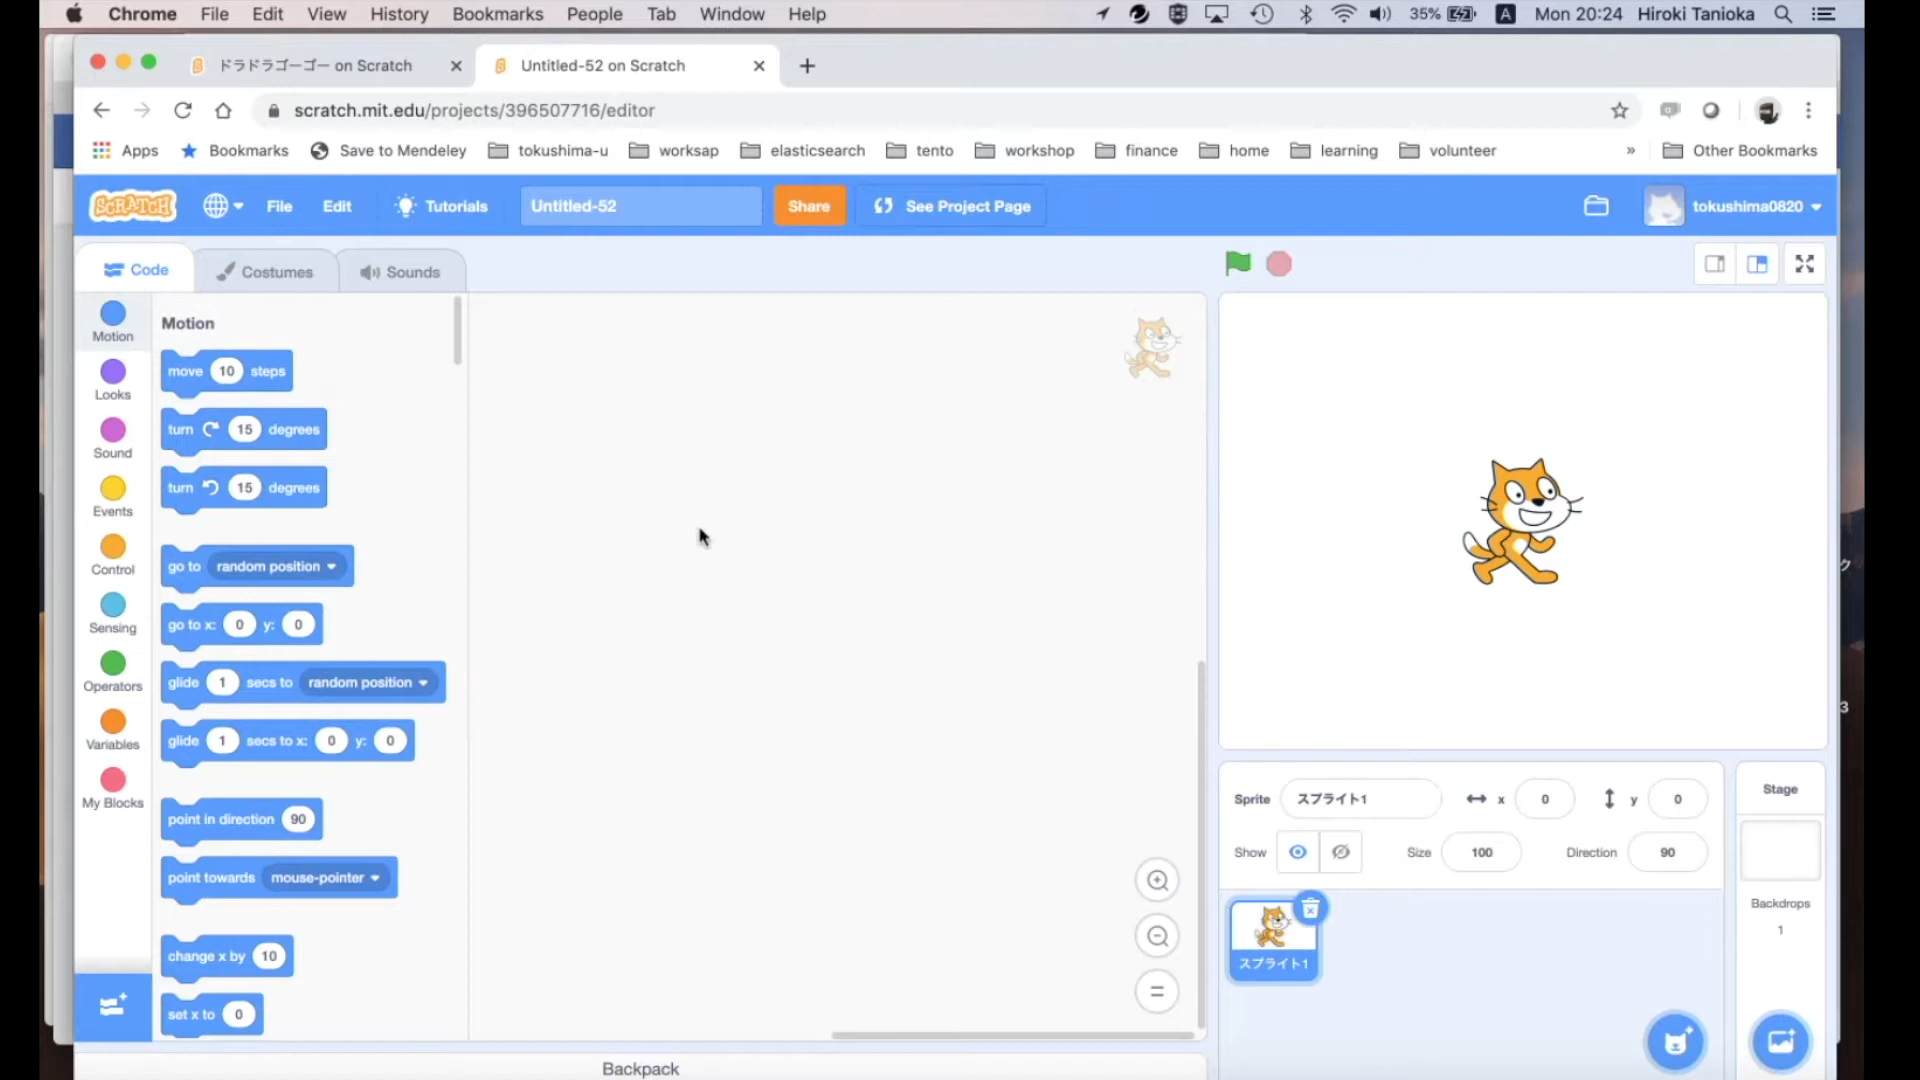 Chrome File Edit View History Bookmarks People Tab Window Help 35% A Mon 20:24 Hiroki Tanioka
ドラドラゴーゴー on Scratch Untitled-52 on Scratch
scratch.mit.edu/projects/396507716/editor
Apps Bookmarks Save to Mendeley tokushima-u worksap elasticsearch tento workshop finance home learning volunteer » Other Bookmarks
SCRATCH File Edit Tutorials Untitled-52 Share See Project Page tokushima0820
Code Costumes Sounds
Motion
Looks
Sound
Events
Control
Sensing
Operators
Variables
My Blocks
Motion
move 10 steps
turn 15 degrees
turn 15 degrees
go to random position
go to x: 0 y: 0
glide 1 secs to random position
glide 1 secs to x: 0 y: 0
point in direction 90
point towards mouse-pointer
change x by 10
set x to 0
Backpack
Sprite スプライト1 x 0 y 0
Show Size 100 Direction 90
スプライト1
Stage
Backdrops
1
ク
3